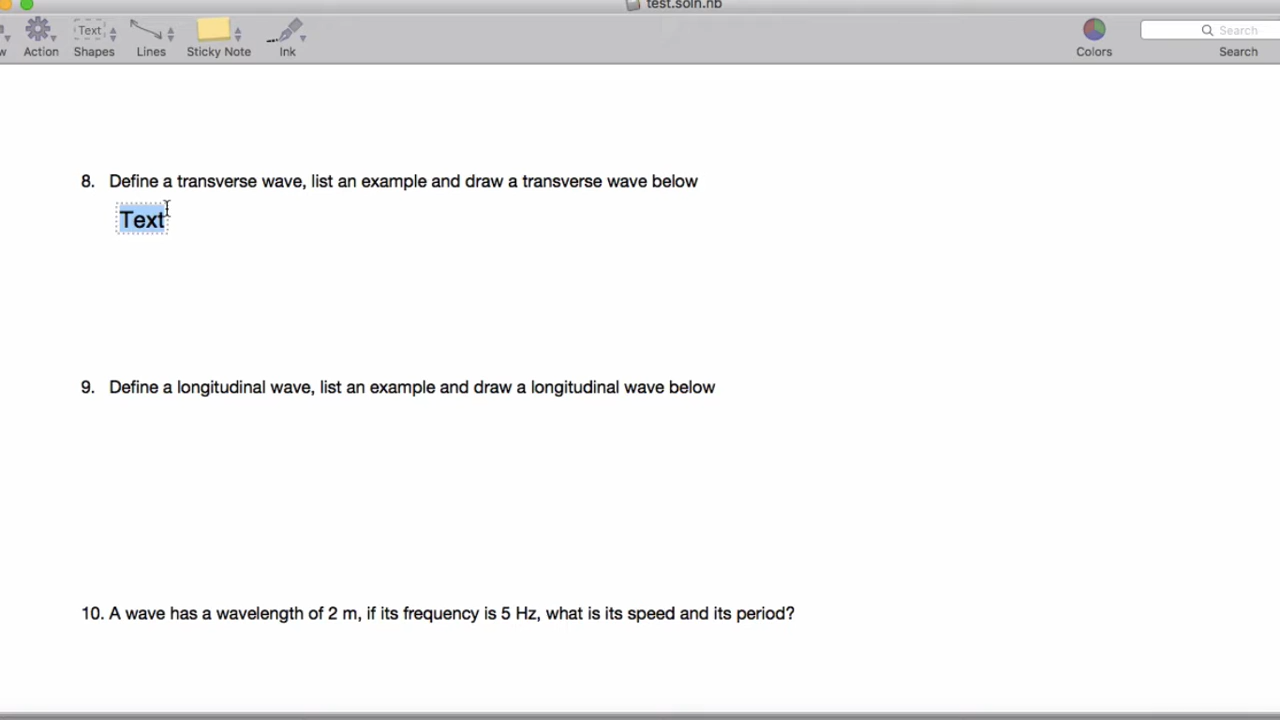 test.soln.nb
w Action Text Shapes Lines Sticky Note Ink Colors Search Search
8. Define a transverse wave, list an example and draw a transverse wave below
Text
9. Define a longitudinal wave, list an example and draw a longitudinal wave below
10. A wave has a wavelength of 2 m, if its frequency is 5 Hz, what is its speed and its period?